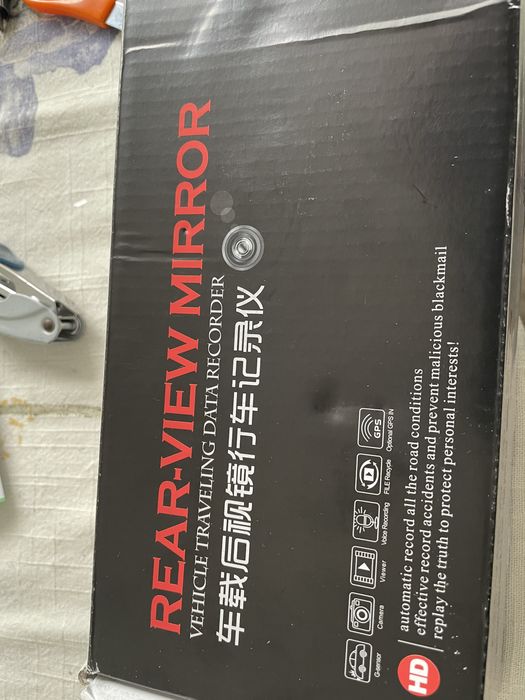 REAR-VIEW MIRROR
VEHICLE TRAVELING DATA RECORDER
车载后视镜行车记录仪
GPS
G-sensor
Camera
Viewer
Voice Recording
FILE Recycle
Optional GPS IN
HD
automatic record all the road conditions
effective record accidents and prevent malicious blackmail
replay the truth to protect personal interests!